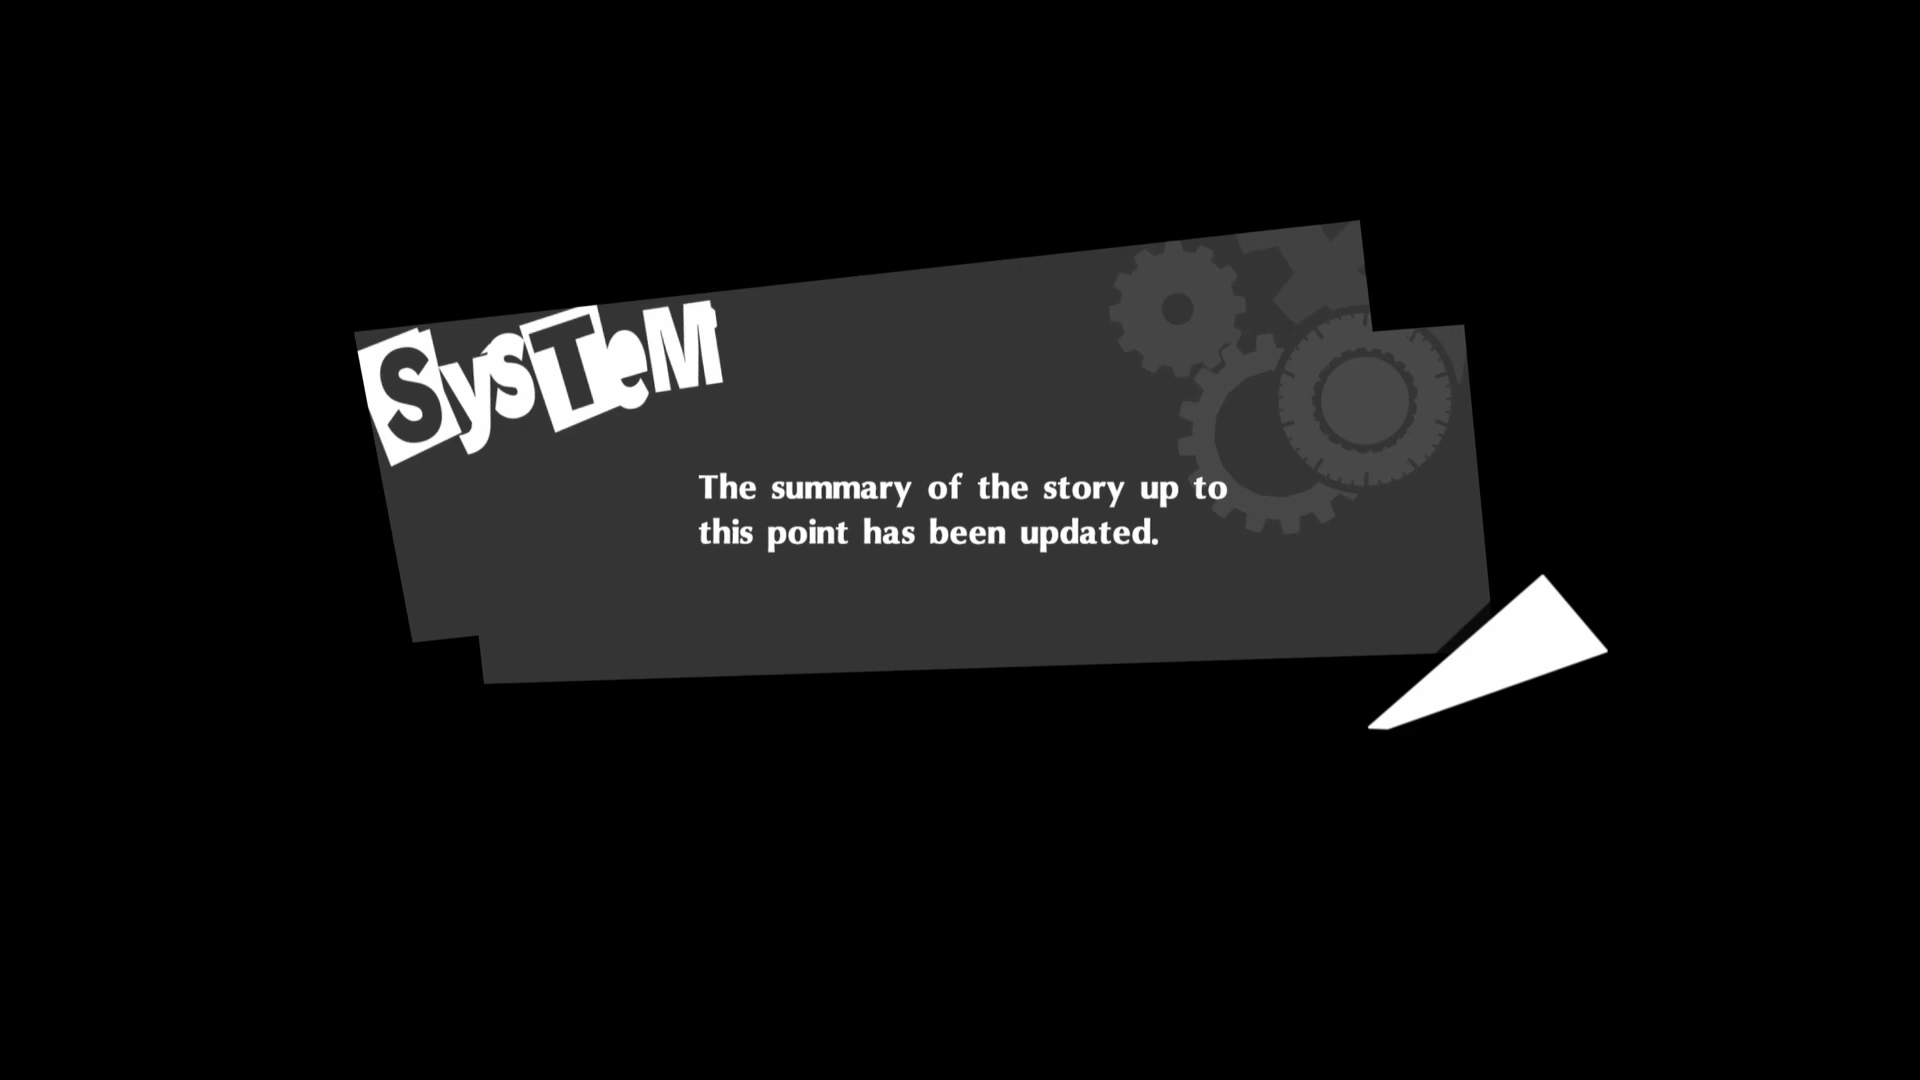 SysTeM
The summary of the story up to
this point has been updated.